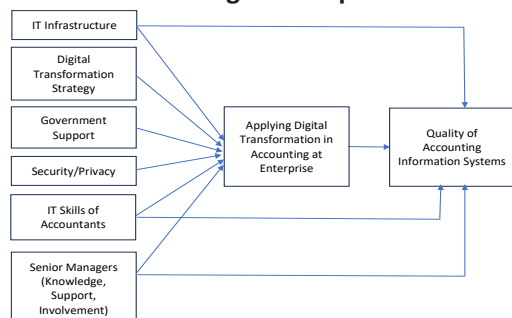 IT Infrastructure
Digital
Transformation
Strategy
Government
Support
Security/Privacy
IT Skills of
Accountants
Senior Managers
(Knowledge,
Support,
Involvement)
Applying Digital
Transformation in
Accounting at
Enterprise
Quality of
Accounting
Information Systems